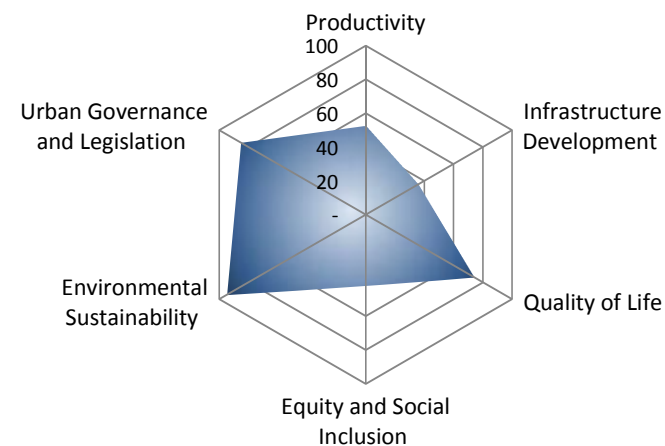 Productivity
100
80
60
40
20
-
Infrastructure
Development
Quality of Life
Equity and Social
Inclusion
Environmental
Sustainability
Urban Governance
and Legislation